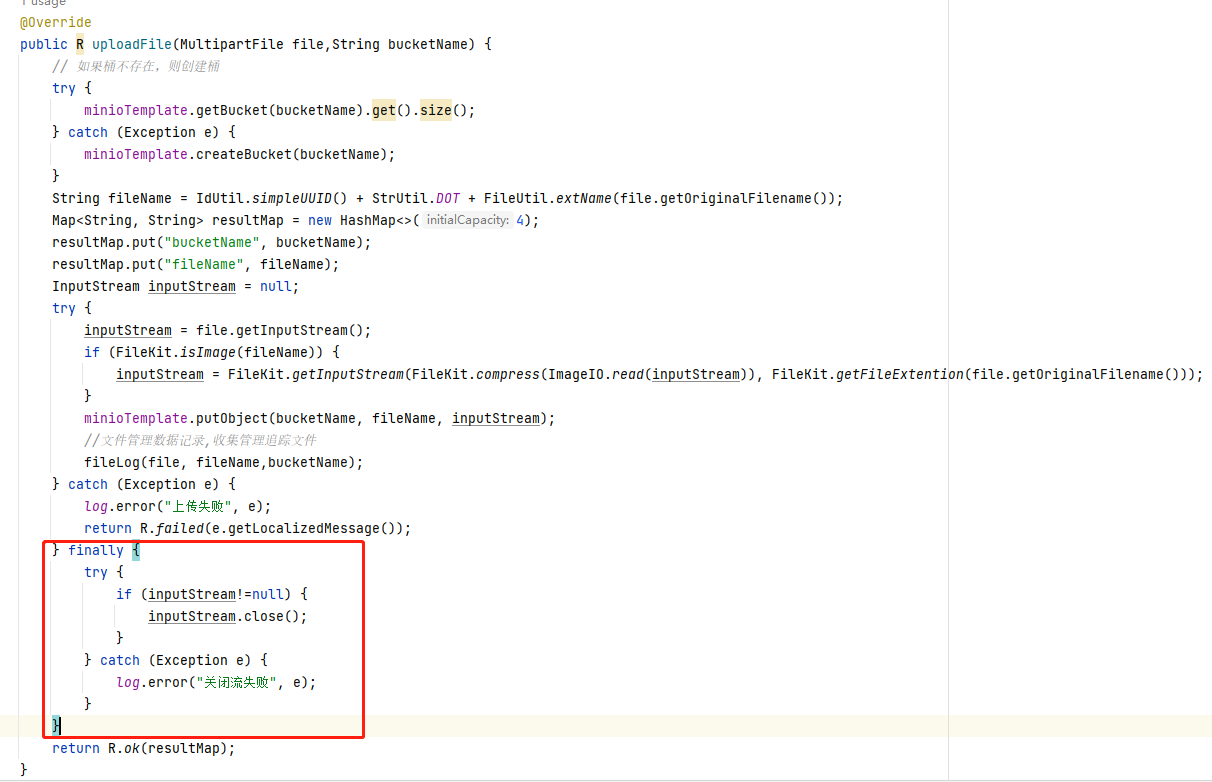 1 usage
@Override
public R uploadFile(MultipartFile file,String bucketName) {
    // 如果桶不存在，则创建桶
    try {
        minioTemplate.getBucket(bucketName).get().size();
    } catch (Exception e) {
        minioTemplate.createBucket(bucketName);
    }
    String fileName = IdUtil.simpleUUID() + StrUtil.DOT + FileUtil.extName(file.getOriginalFilename());
    Map<String, String> resultMap = new HashMap<>( initialCapacity: 4);
    resultMap.put("bucketName", bucketName);
    resultMap.put("fileName", fileName);
    InputStream inputStream = null;
    try {
        inputStream = file.getInputStream();
        if (FileKit.isImage(fileName)) {
            inputStream = FileKit.getInputStream(FileKit.compress(ImageIO.read(inputStream)), FileKit.getFileExtention(file.getOriginalFilename()));
        }
        minioTemplate.putObject(bucketName, fileName, inputStream);
        //文件管理数据记录,收集管理追踪文件
        fileLog(file, fileName,bucketName);
    } catch (Exception e) {
        log.error("上传失败", e);
        return R.failed(e.getLocalizedMessage());
    } finally {
        try {
            if (inputStream!=null) {
                inputStream.close();
            }
        } catch (Exception e) {
            log.error("关闭流失败", e);
        }
    }
    return R.ok(resultMap);
}